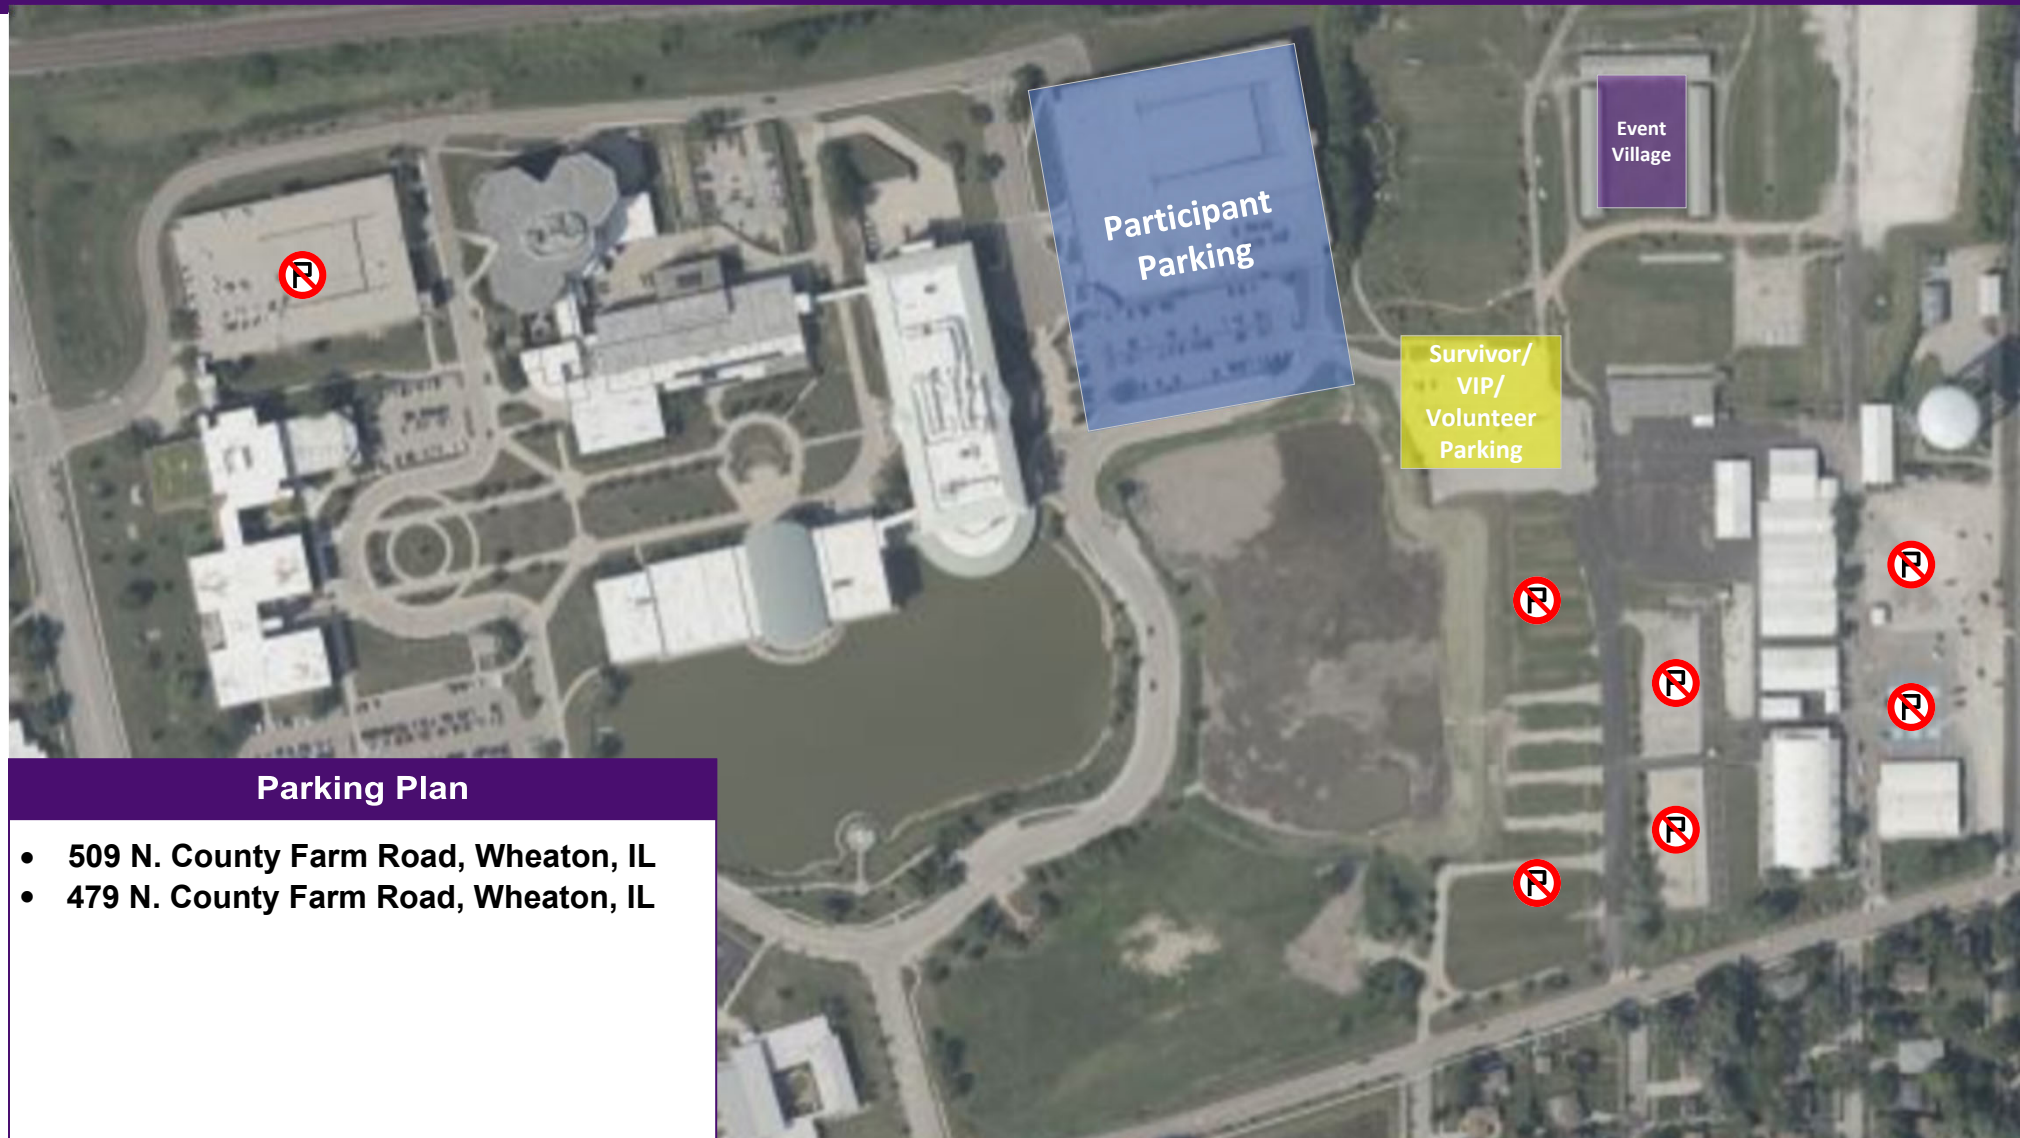 Event
Village
Participant
Parking
Survivor/
VIP/
Volunteer
Parking
P
P
P
P
P
P
P
Parking Plan
• 509 N. County Farm Road, Wheaton, IL
• 479 N. County Farm Road, Wheaton, IL